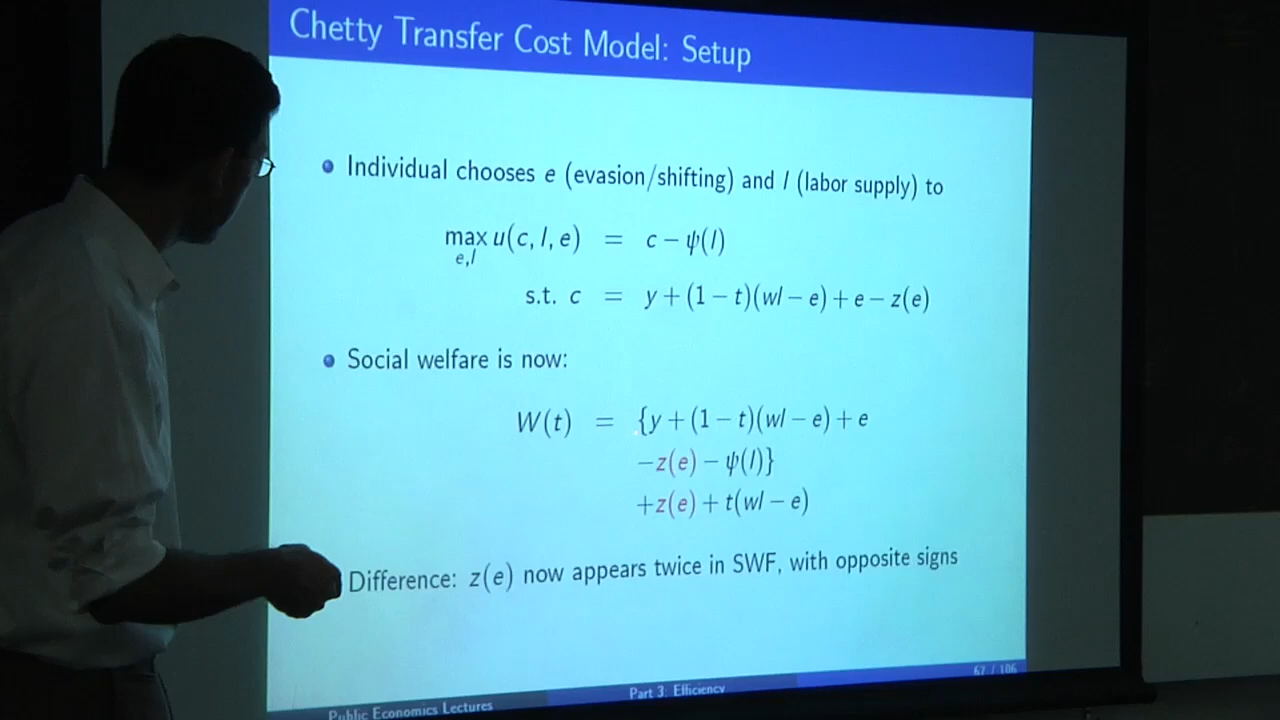 Chetty Transfer Cost Model: Setup
Individual chooses e (evasion/shifting) and l (labor supply) to
max u(c, l, e) = c − ψ(l)
e,l
s.t. c = y + (1 − t)(wl − e) + e − z(e)
Social welfare is now:
W(t) = {y + (1 − t)(wl − e) + e
−z(e) − ψ(l)}
+z(e) + t(wl − e)
Difference: z(e) now appears twice in SWF, with opposite signs
67 / 106
Public Economics Lectures
Part 3: Efficiency